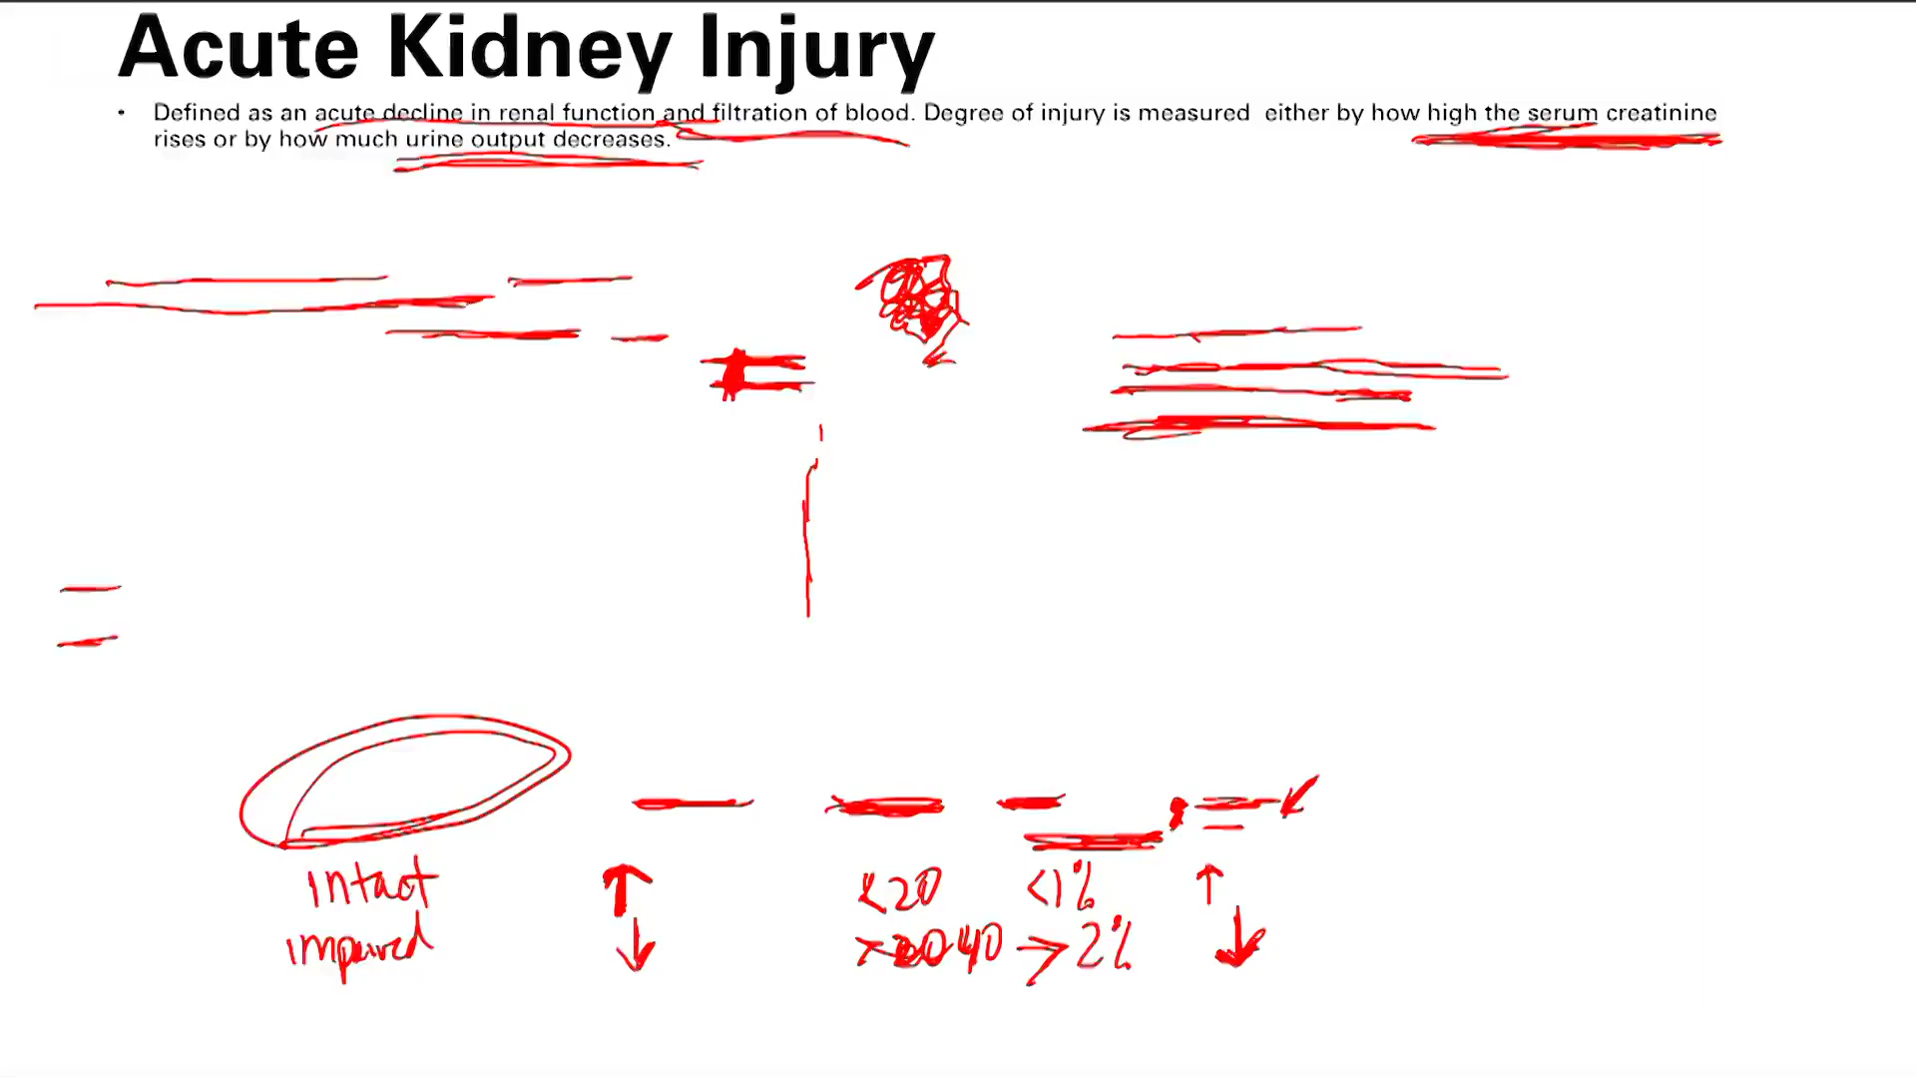 Acute Kidney Injury
• Defined as an acute decline in renal function and filtration of blood. Degree of injury is measured either by how high the serum creatinine
rises or by how much urine output decreases.
intact ↑ <20 <1% ↑
impaired ↓ 40 >2% ↓